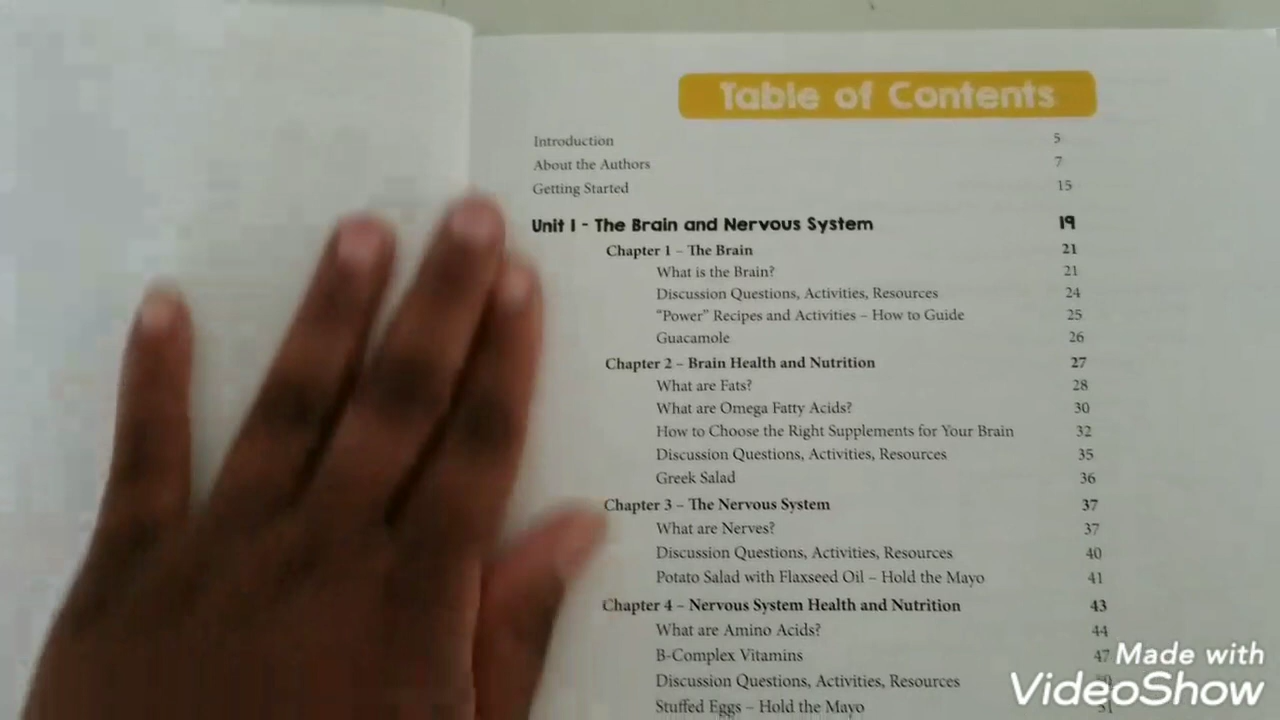 Table of Contents
Introduction 5
About the Authors 7
Getting Started 15
Unit 1 - The Brain and Nervous System 19
Chapter 1 – The Brain 21
What is the Brain? 21
Discussion Questions, Activities, Resources 24
"Power" Recipes and Activities – How to Guide 25
Guacamole 26
Chapter 2 – Brain Health and Nutrition 27
What are Fats? 28
What are Omega Fatty Acids? 30
How to Choose the Right Supplements for Your Brain 32
Discussion Questions, Activities, Resources 35
Greek Salad 36
Chapter 3 – The Nervous System 37
What are Nerves? 37
Discussion Questions, Activities, Resources 40
Potato Salad with Flaxseed Oil – Hold the Mayo 41
Chapter 4 – Nervous System Health and Nutrition 43
What are Amino Acids? 44
B-Complex Vitamins 47
Discussion Questions, Activities, Resources
Stuffed Eggs – Hold the Mayo
Made with
VideoShow